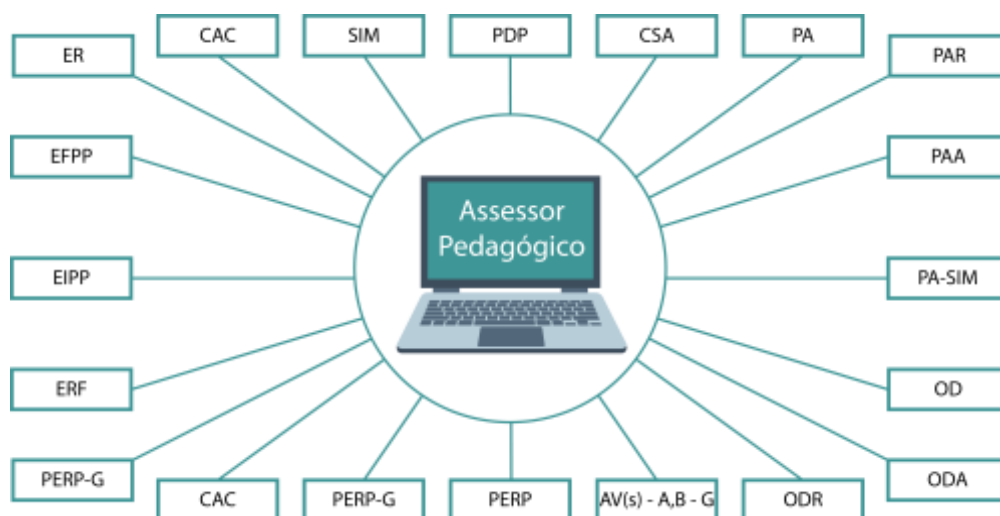 CAC
SIM
PDP
CSA
PA
ER
PAR
EFPP
PAA
Assessor
Pedagógico
EIPP
PA-SIM
ERF
OD
PERP-G
ODA
CAC
PERP-G
PERP
AV(s) - A,B - G
ODR